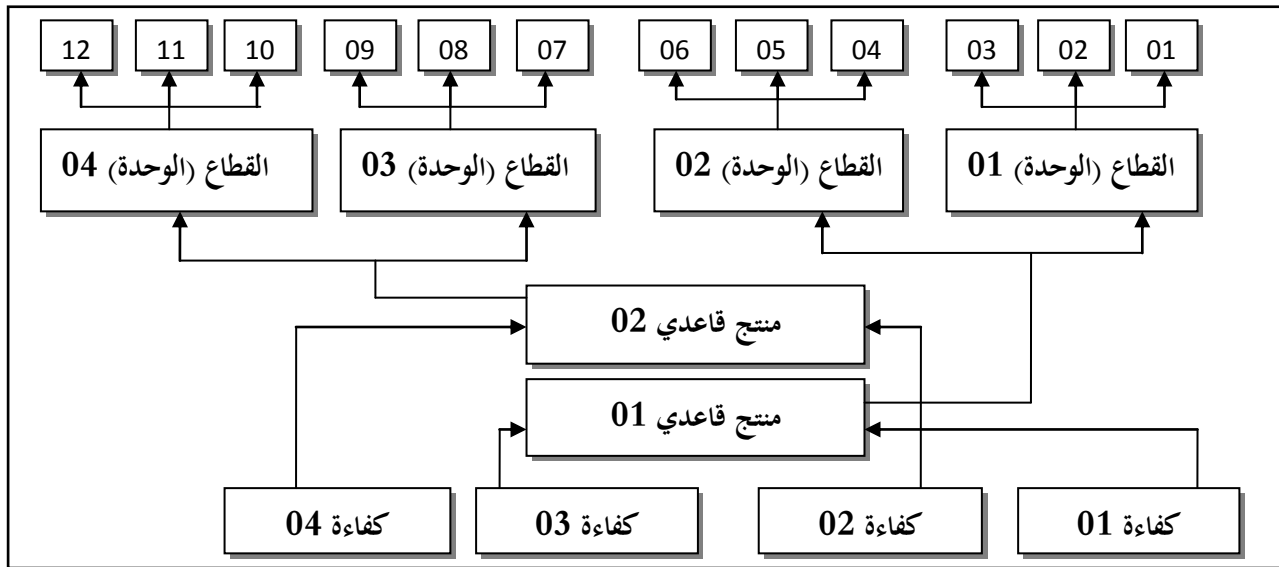 01
02
03
04
05
06
07
08
09
10
11
12
القطاع (الوحدة) 01
القطاع (الوحدة) 02
القطاع (الوحدة) 03
القطاع (الوحدة) 04
منتج قاعدي 02
منتج قاعدي 01
كفاءة 01
كفاءة 02
كفاءة 03
كفاءة 04